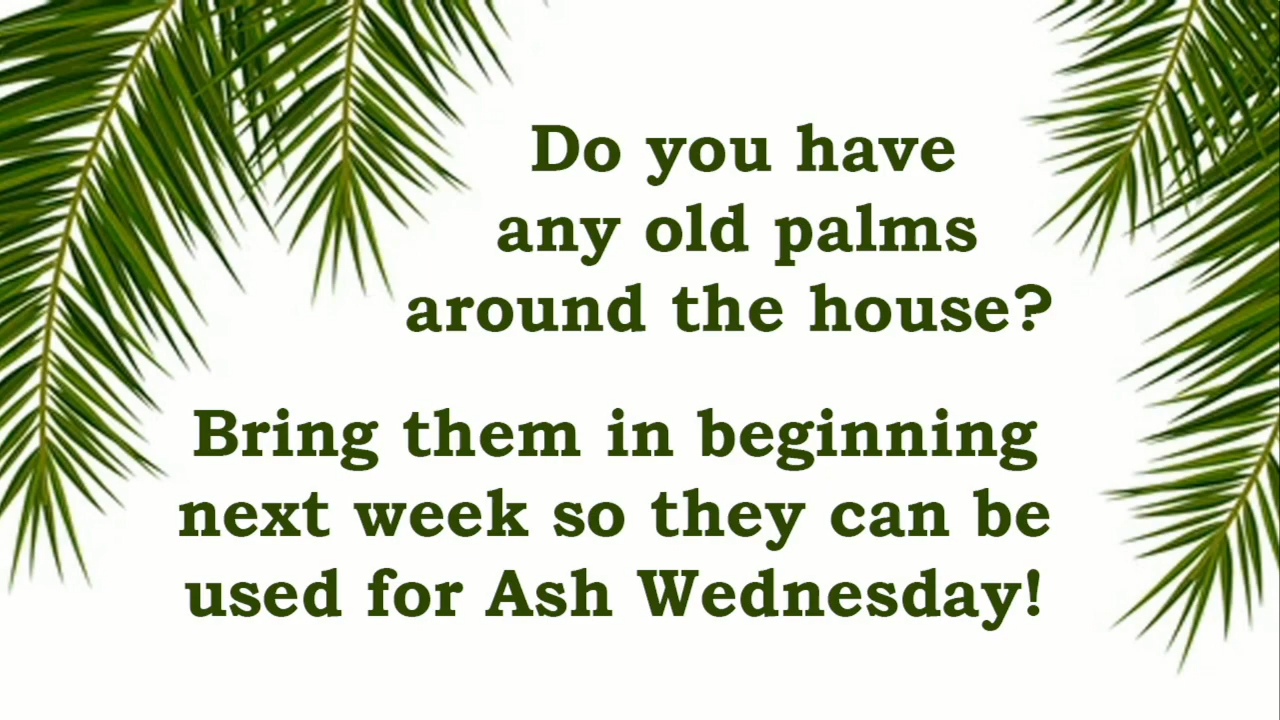 Do you have
any old palms
around the house?
Bring them in beginning
next week so they can be
used for Ash Wednesday!